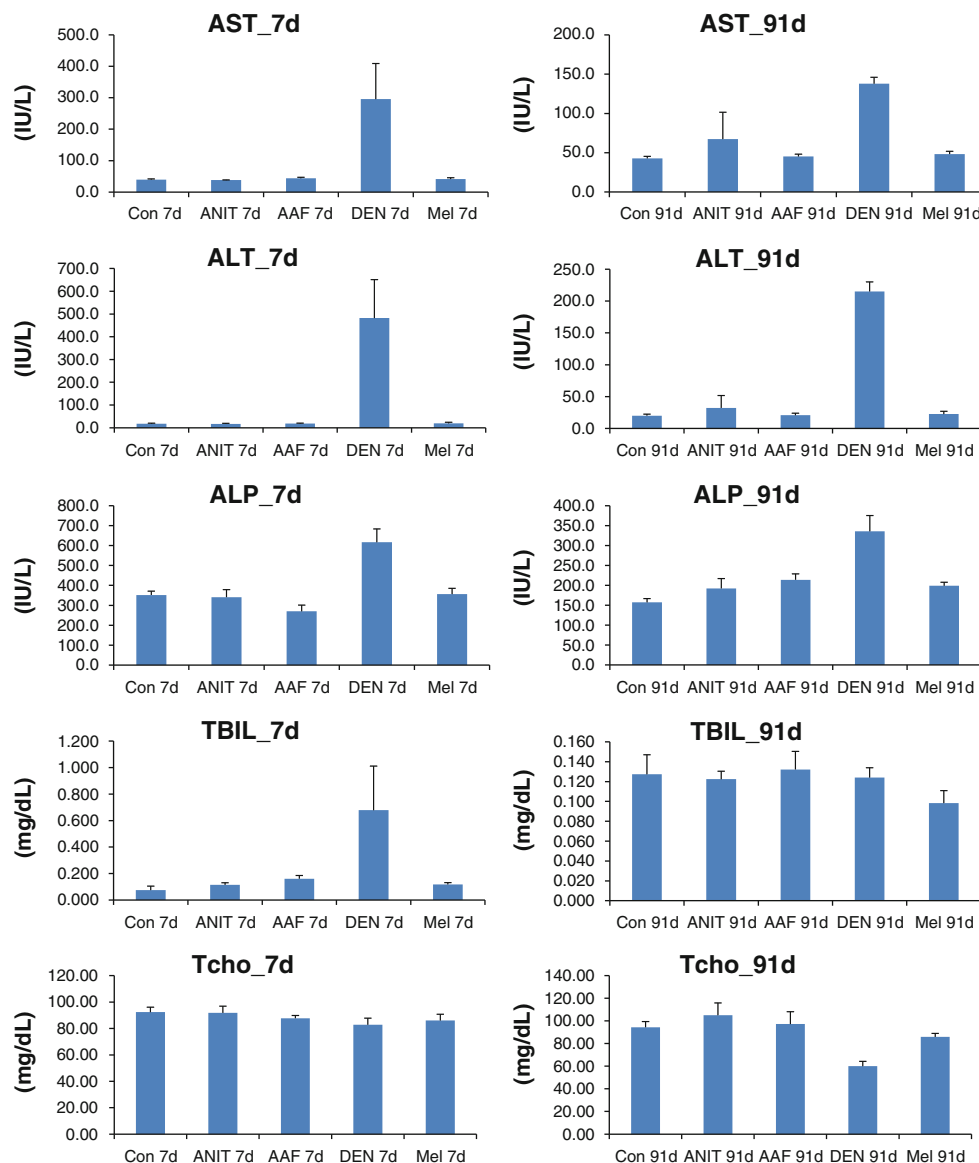 AST_7d
(IU/L)
500.0
400.0
300.0
200.0
100.0
0.0
Con 7d ANIT 7d AAF 7d DEN 7d Mel 7d
AST_91d
(IU/L)
200.0
150.0
100.0
50.0
0.0
Con 91d ANIT 91d AAF 91d DEN 91d Mel 91d
ALT_7d
(IU/L)
700.0
600.0
500.0
400.0
300.0
200.0
100.0
0.0
Con 7d ANIT 7d AAF 7d DEN 7d Mel 7d
ALT_91d
(IU/L)
250.0
200.0
150.0
100.0
50.0
0.0
Con 91d ANIT 91d AAF 91d DEN 91d Mel 91d
ALP_7d
(IU/L)
800.0
700.0
600.0
500.0
400.0
300.0
200.0
100.0
0.0
Con 7d ANIT 7d AAF 7d DEN 7d Mel 7d
ALP_91d
(IU/L)
400.0
350.0
300.0
250.0
200.0
150.0
100.0
50.0
0.0
Con 91d ANIT 91d AAF 91d DEN 91d Mel 91d
TBIL_7d
(mg/dL)
1.200
1.000
0.800
0.600
0.400
0.200
0.000
Con 7d ANIT 7d AAF 7d DEN 7d Mel 7d
TBIL_91d
(mg/dL)
0.160
0.140
0.120
0.100
0.080
0.060
0.040
0.020
0.000
Con 91d ANIT 91d AAF 91d DEN 91d Mel 91d
Tcho_7d
(mg/dL)
120.00
100.00
80.00
60.00
40.00
20.00
0.00
Con 7d ANIT 7d AAF 7d DEN 7d Mel 7d
Tcho_91d
(mg/dL)
140.00
120.00
100.00
80.00
60.00
40.00
20.00
0.00
Con 91d ANIT 91d AAF 91d DEN 91d Mel 91d